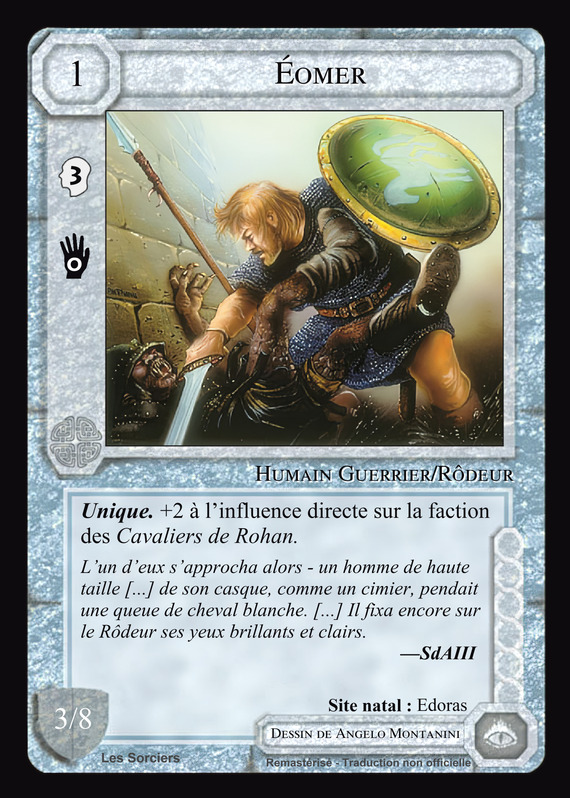 1
Éomer
3
Humain Guerrier/Rôdeur
Unique. +2 à l'influence directe sur la faction
des Cavaliers de Rohan.
L'un d'eux s'approcha alors - un homme de haute
taille [...] de son casque, comme un cimier, pendait
une queue de cheval blanche. [...] Il fixa encore sur
le Rôdeur ses yeux brillants et clairs.
—SdAIII
Site natal : Edoras
3/8
Dessin de Angelo Montanini
Les Sorciers
Remastérisé - Traduction non officielle